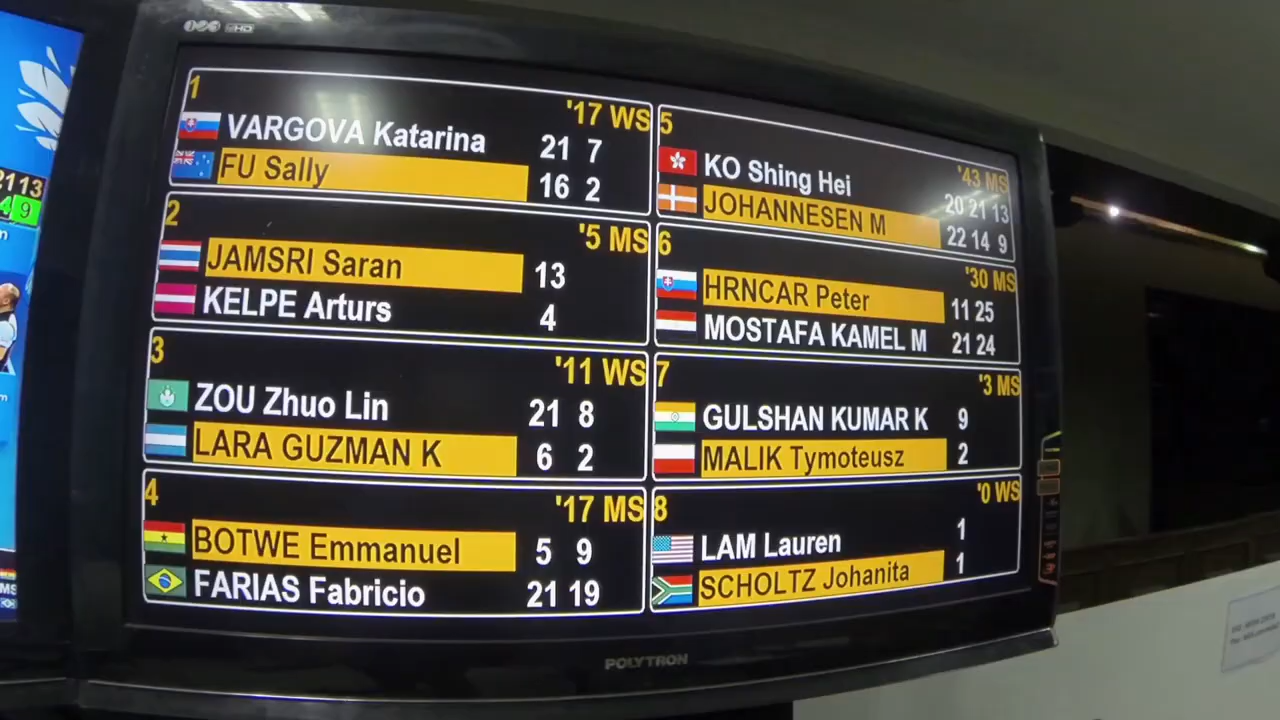 1
'17 WS
VARGOVA Katarina 21 7
FU Sally 16 2
2
'5 MS
JAMSRI Saran 13
KELPE Arturs 4
3
'11 WS
ZOU Zhuo Lin 21 8
LARA GUZMAN K 6 2
4
'17 MS
BOTWE Emmanuel 5 9
FARIAS Fabricio 21 19
5
'43 MS
KO Shing Hei 20 21 13
JOHANNESEN M 22 14 9
6
'30 MS
HRNCAR Peter 11 25
MOSTAFA KAMEL M 21 24
7
'3 MS
GULSHAN KUMAR K 9
MALIK Tymoteusz 2
8
'0 WS
LAM Lauren 1
SCHOLTZ Johanita 1
POLYTRON